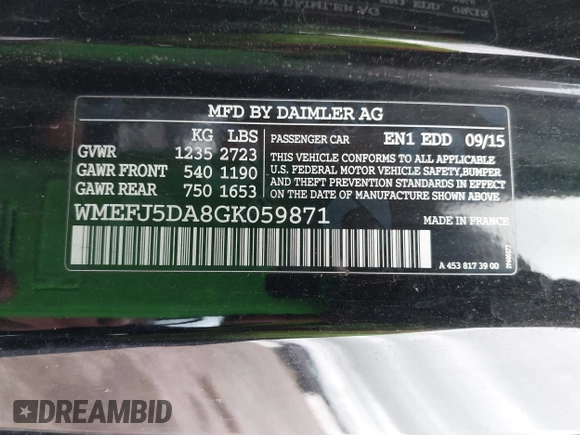 MFD BY DAIMLER AG
KG LBS
GVWR 1235 2723
GAWR FRONT 540 1190
GAWR REAR 750 1653
PASSENGER CAR EN1 EDD 09/15
THIS VEHICLE CONFORMS TO ALL APPLICABLE
U.S. FEDERAL MOTOR VEHICLE SAFETY,BUMPER
AND THEFT PREVENTION STANDARDS IN EFFECT
ON THE DATE OF MANUFACTURE SHOWN ABOVE
WMEFJ5DA8GK059871
MADE IN FRANCE
A 453 817 39 00
DREAMBID